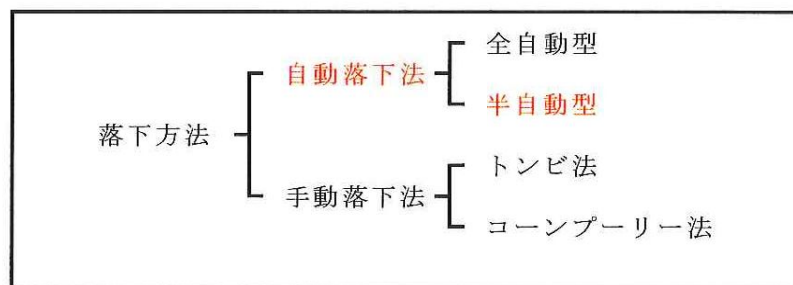 全自動型
自動落下法
半自動型
落下方法
トンビ法
手動落下法
コーンプーリー法